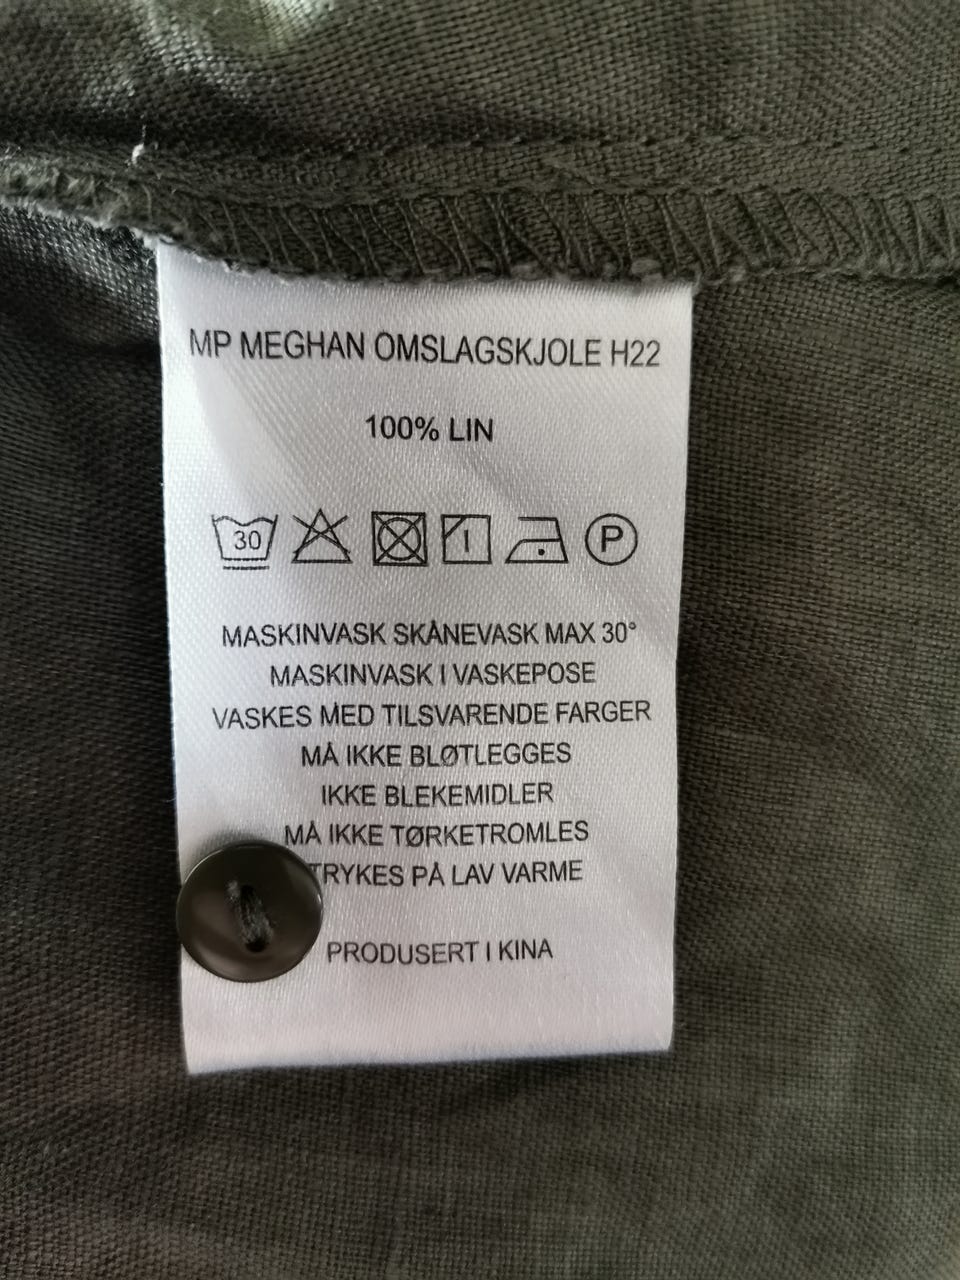 MP MEGHAN OMSLAGSKJOLE H22
100% LIN
30 P
MASKINVASK SKÅNEVASK MAX 30°
MASKINVASK I VASKEPOSE
VASKES MED TILSVARENDE FARGER
MÅ IKKE BLØTLEGGES
IKKE BLEKEMIDLER
MÅ IKKE TØRKETROMLES
TRYKES PÅ LAV VARME
PRODUSERT I KINA